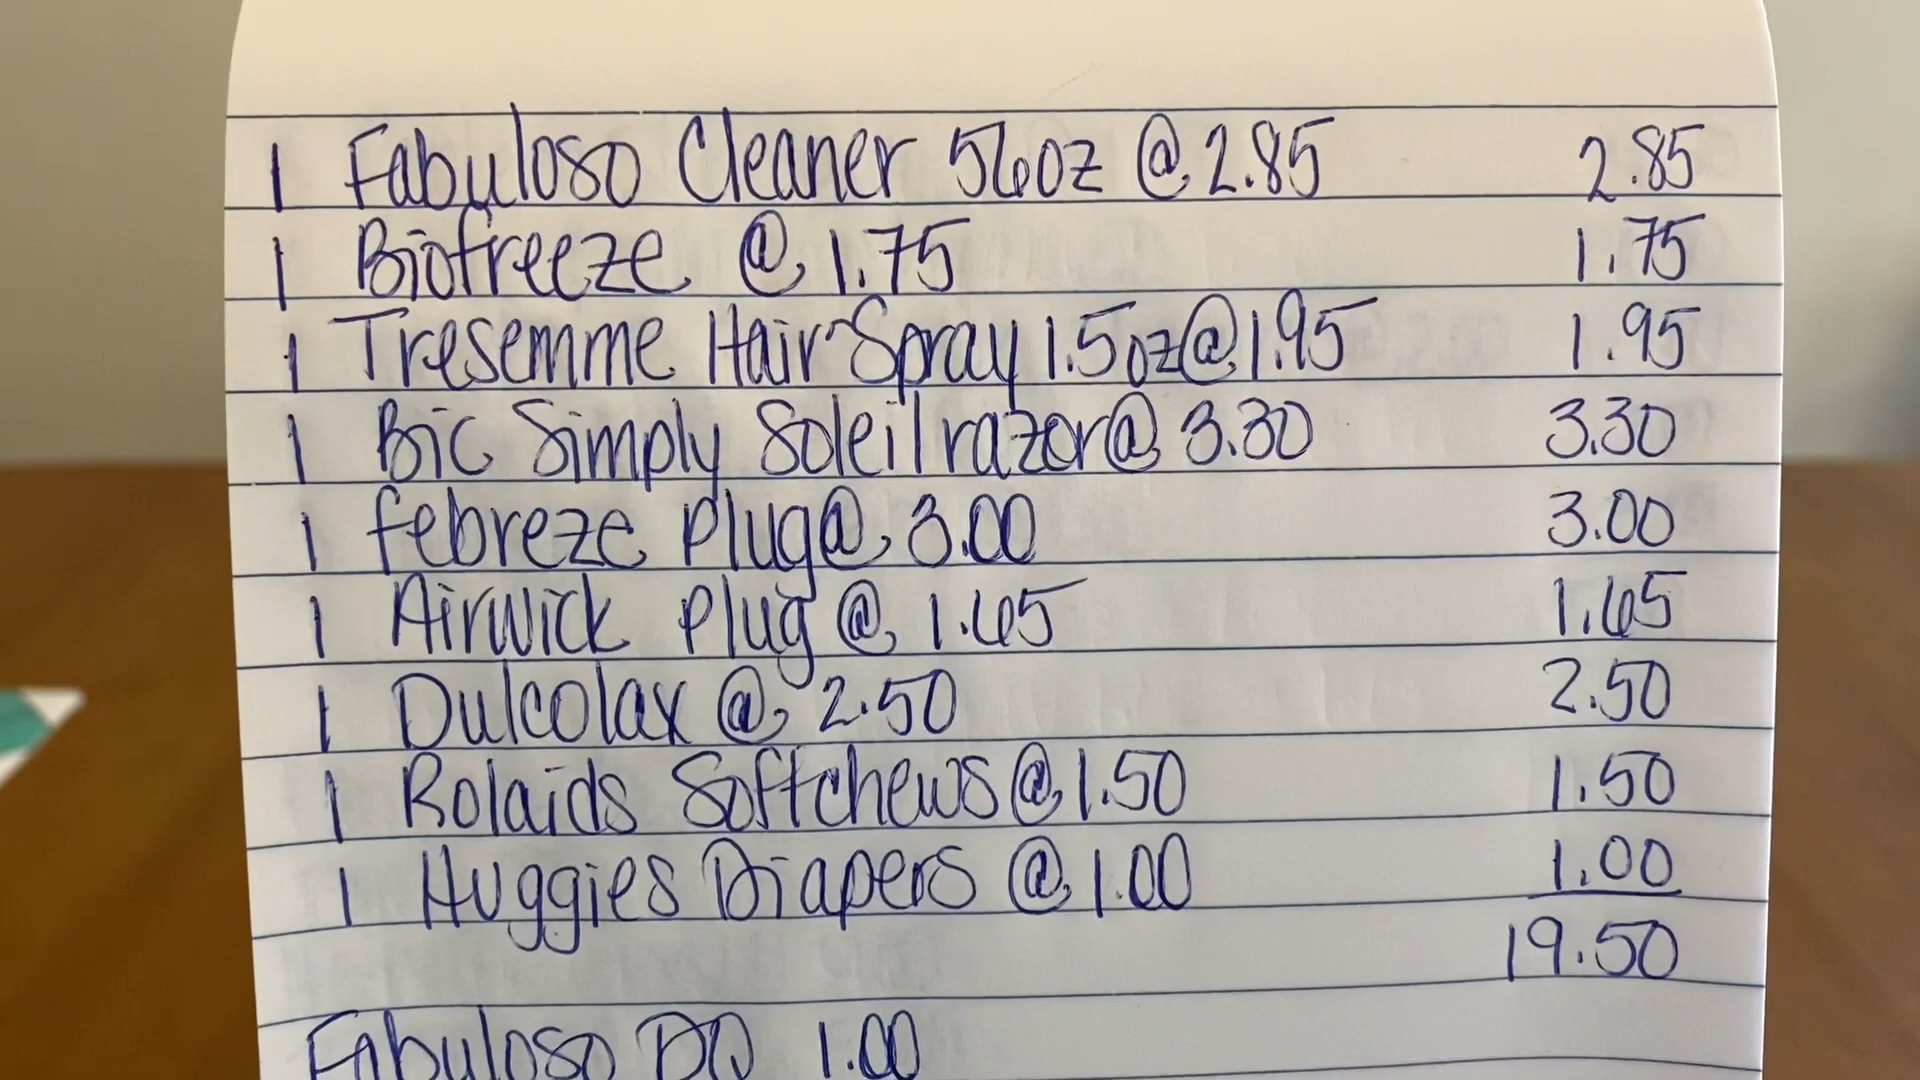 1 Fabuloso Cleaner 56oz @ 2.85 2.85
1 Biofreeze @ 1.75 1.75
1 Tresemme Hair Spray 1.5oz @ 1.95 1.95
1 Bic Simply Soleil razor @ 3.30 3.30
1 febreze plug @ 3.00 3.00
1 Airwick plug @ 1.65 1.65
1 Dulcolax @ 2.50 2.50
1 Rolaids Softchews @ 1.50 1.50
1 Huggies Diapers @ 1.00 1.00
19.50
Fabuloso DQ 1.00